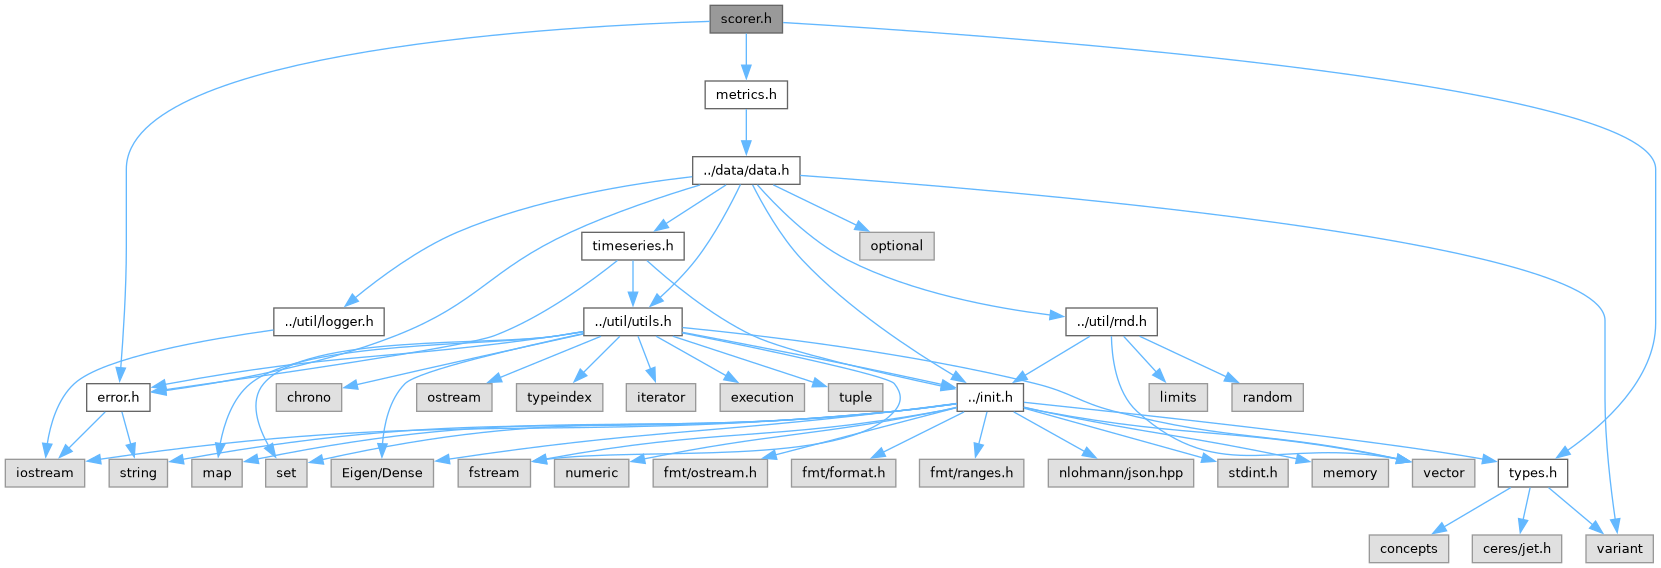 scorer.h
metrics.h
../data/data.h
timeseries.h
optional
../util/logger.h
../util/utils.h
../util/rnd.h
error.h
chrono
ostream
typeindex
iterator
execution
tuple
../init.h
limits
random
iostream
string
map
set
Eigen/Dense
fstream
numeric
fmt/ostream.h
fmt/format.h
fmt/ranges.h
nlohmann/json.hpp
stdint.h
memory
vector
types.h
concepts
ceres/jet.h
variant